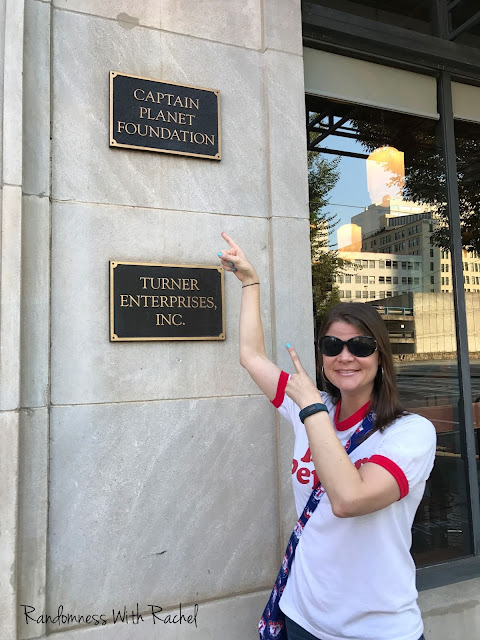 CAPTAIN
PLANET
FOUNDATION
TURNER
ENTERPRISES,
INC.
Randomness With Rachel